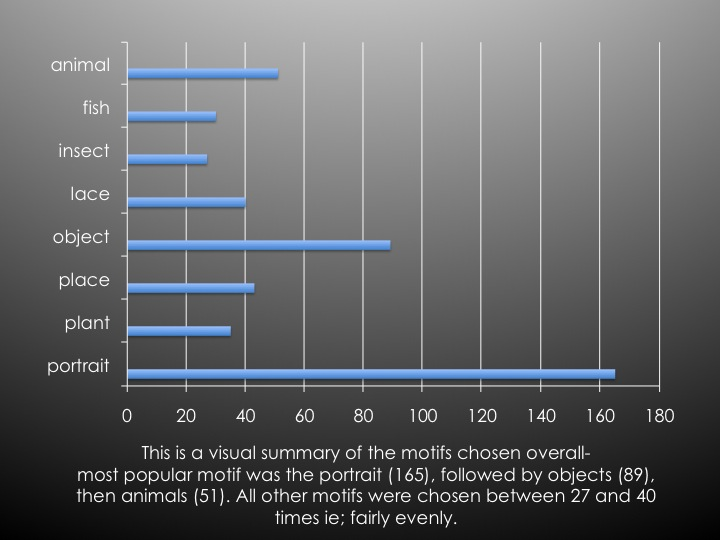 animal
fish
insect
lace
object
place
plant
portrait
0 20 40 60 80 100 120 140 160 180
This is a visual summary of the motifs chosen overall-
most popular motif was the portrait (165), followed by objects (89),
then animals (51). All other motifs were chosen between 27 and 40
times ie; fairly evenly.